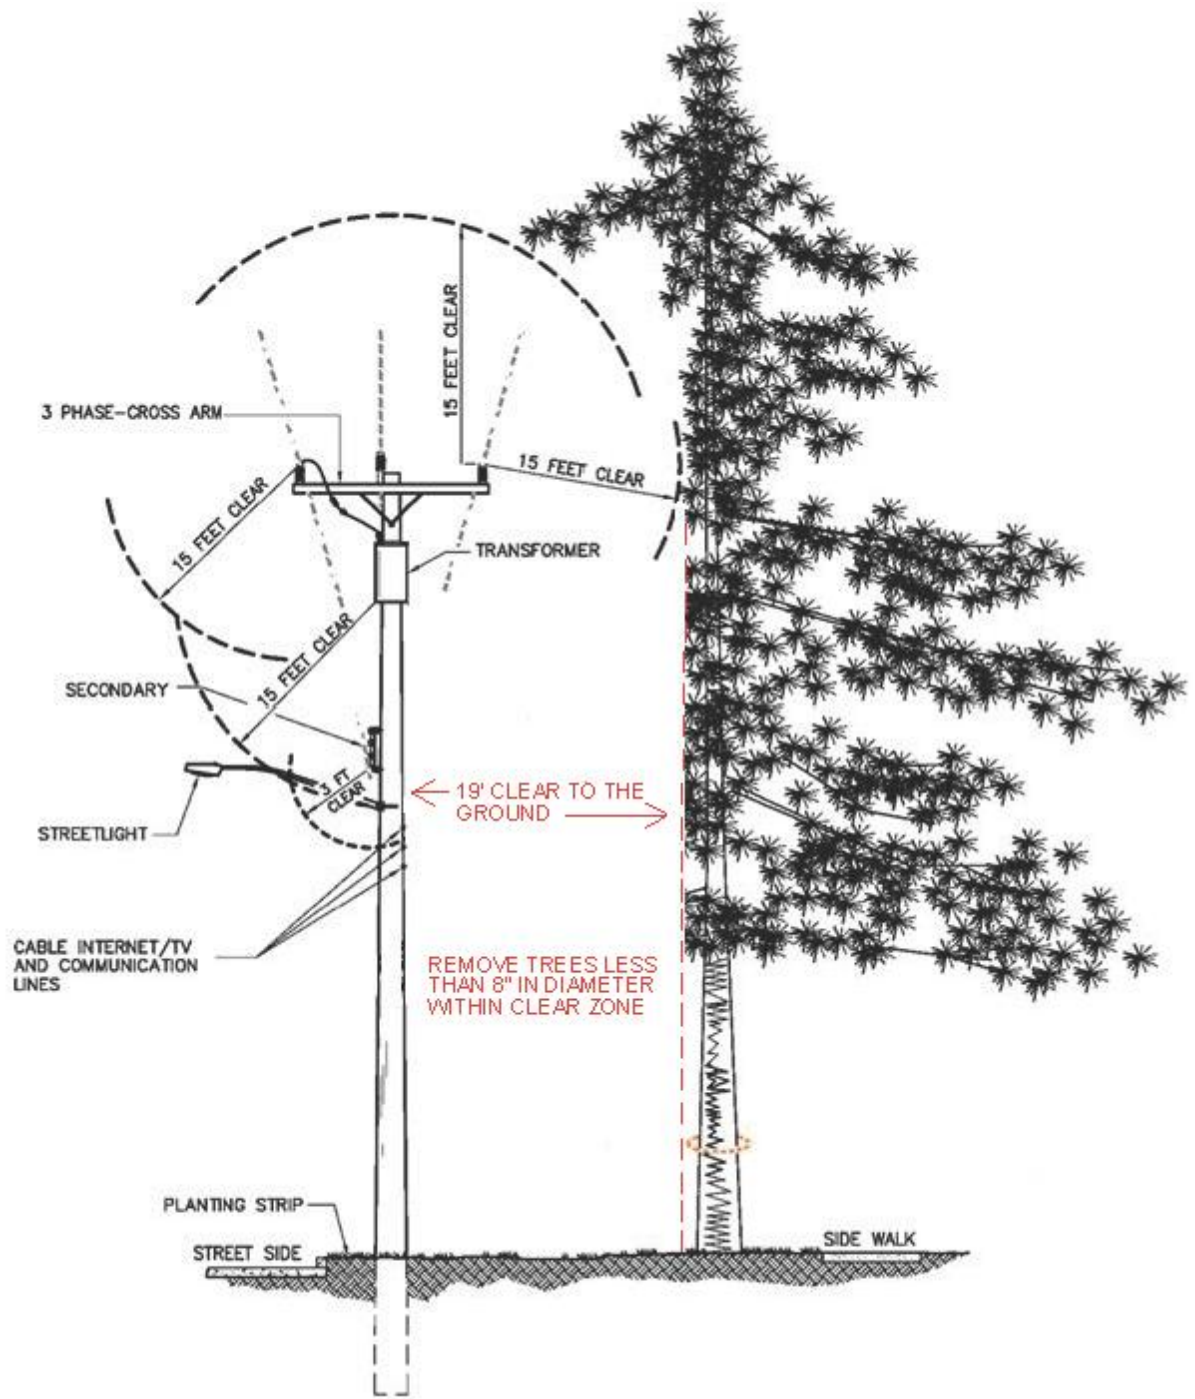 15 FEET CLEAR
3 PHASE-CROSS ARM
15 FEET CLEAR
15 FEET CLEAR
TRANSFORMER
15 FEET CLEAR
SECONDARY
3 FT
CLEAR
19' CLEAR TO THE
GROUND
STREETLIGHT
CABLE INTERNET/TV
AND COMMUNICATION
LINES
REMOVE TREES LESS
THAN 8" IN DIAMETER
WITHIN CLEAR ZONE
PLANTING STRIP
STREET SIDE
SIDE WALK